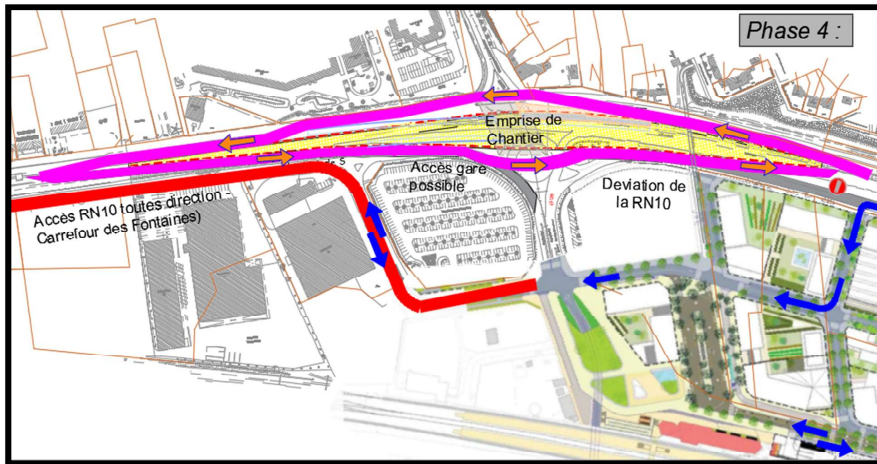 Phase 4 :
Emprise de
Chantier
Accès gare
possible
Deviation de
la RN10
Accès RN10 toutes direction -
Carrefour des Fontaines)